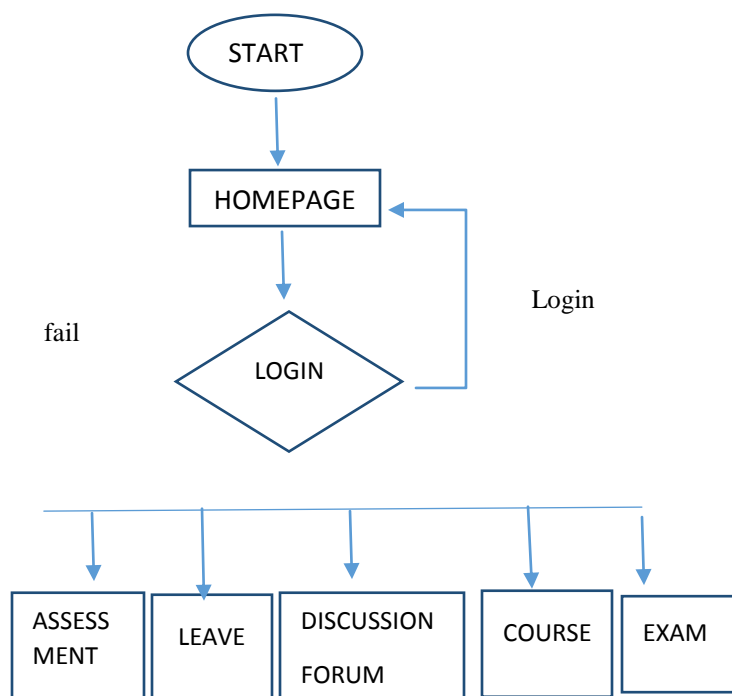 START
HOMEPAGE
Login
fail
LOGIN
ASSESS
MENT
LEAVE
DISCUSSION
FORUM
COURSE
EXAM